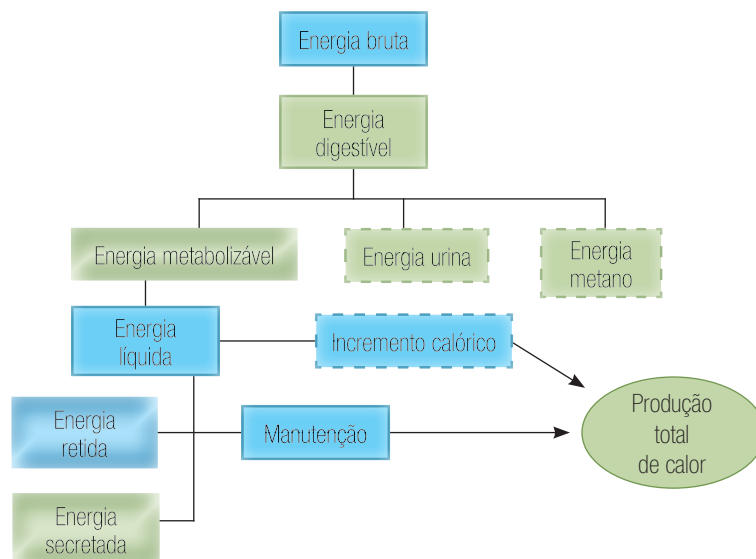 Energia bruta
Energia
digestível
Energia metabolizável
Energia urina
Energia
metano
Energia
líquida
Incremento calórico
Energia
retida
Manutenção
Produção
total
de calor
Energia
secretada